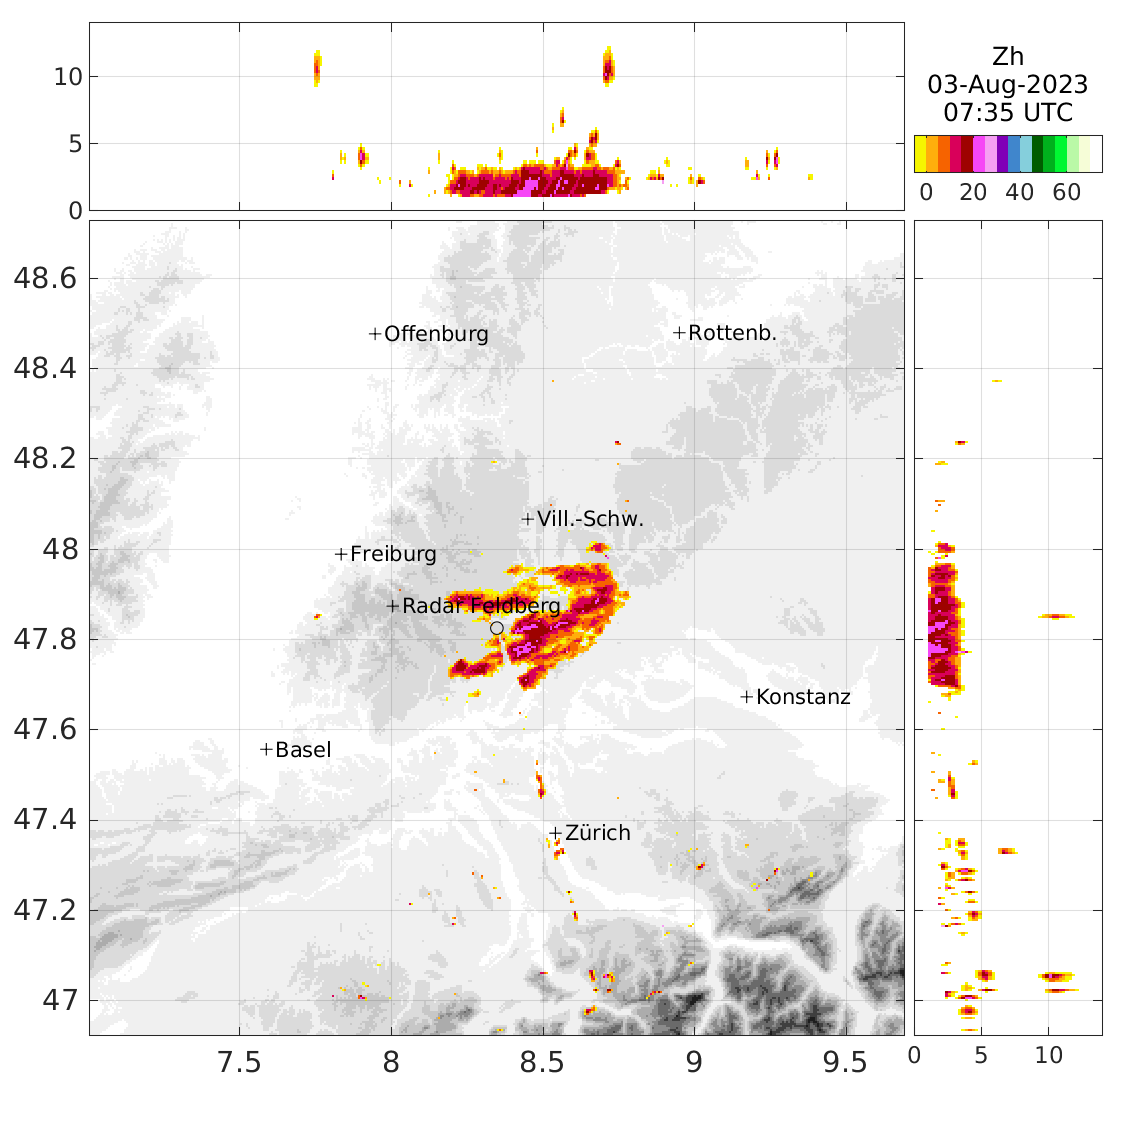 10
5
0
Zh
03-Aug-2023
07:35 UTC
0
20
40
60
48.6
48.4
48.2
48
47.8
47.6
47.4
47.2
47
Offenburg
Rottenb.
Vill.-Schw.
Freiburg
Radar Feldberg
Konstanz
Basel
Zürich
7.5
8
8.5
9
9.5
0
5
10